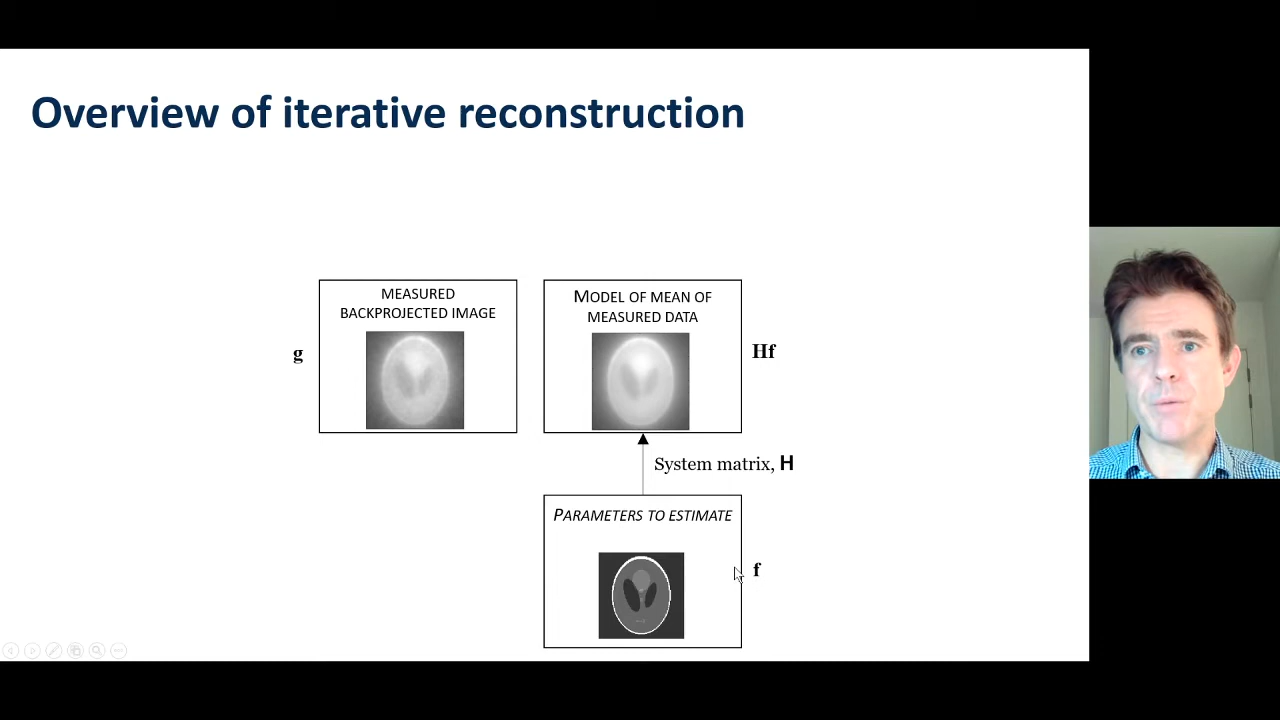 Overview of iterative reconstruction
MEASURED
BACKPROJECTED IMAGE
g
MODEL OF MEAN OF
MEASURED DATA
Hf
System matrix, H
PARAMETERS TO ESTIMATE
f